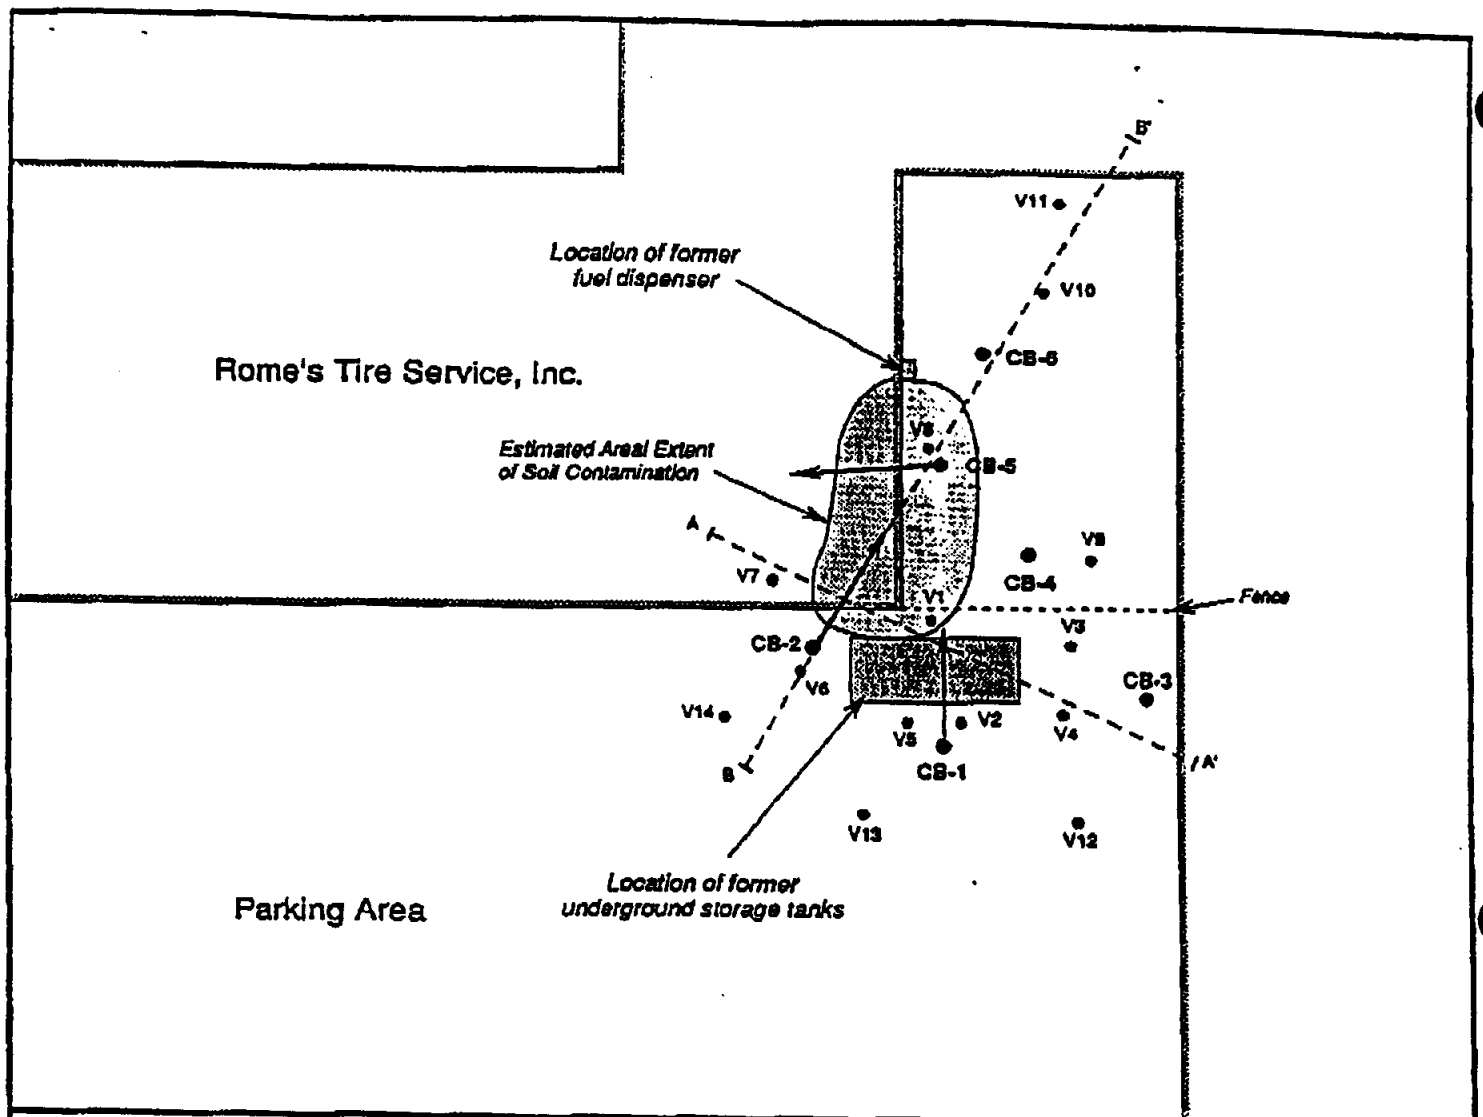 B'
V11
Location of former
fuel dispenser
V10
CB-6
Rome's Tire Service, Inc.
Estimated Areal Extent
of Soil Contamination
V8
CB-5
A
V7
V9
CB-4
V1
Fence
CB-2
V3
V6
CB-3
V14
V5
V2
V4
B
CB-1
A'
V13
V12
Location of former
underground storage tanks
Parking Area